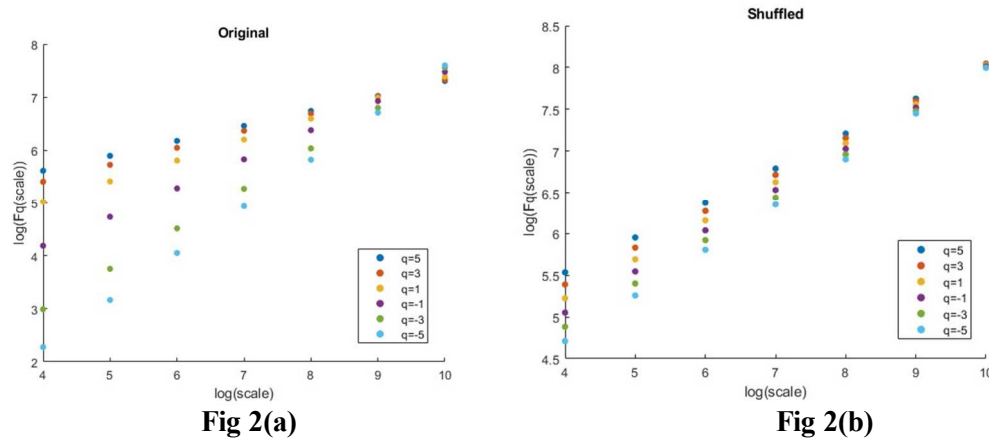 Original
8
7
6
5
4
3
2
log(Fq(scale))
4 5 6 7 8 9 10
log(scale)
q=5
q=3
q=1
q=-1
q=-3
q=-5
Fig 2(a)
Shuffled
8.5
8
7.5
7
6.5
6
5.5
5
4.5
log(Fq(scale))
4 5 6 7 8 9 10
log(scale)
q=5
q=3
q=1
q=-1
q=-3
q=-5
Fig 2(b)